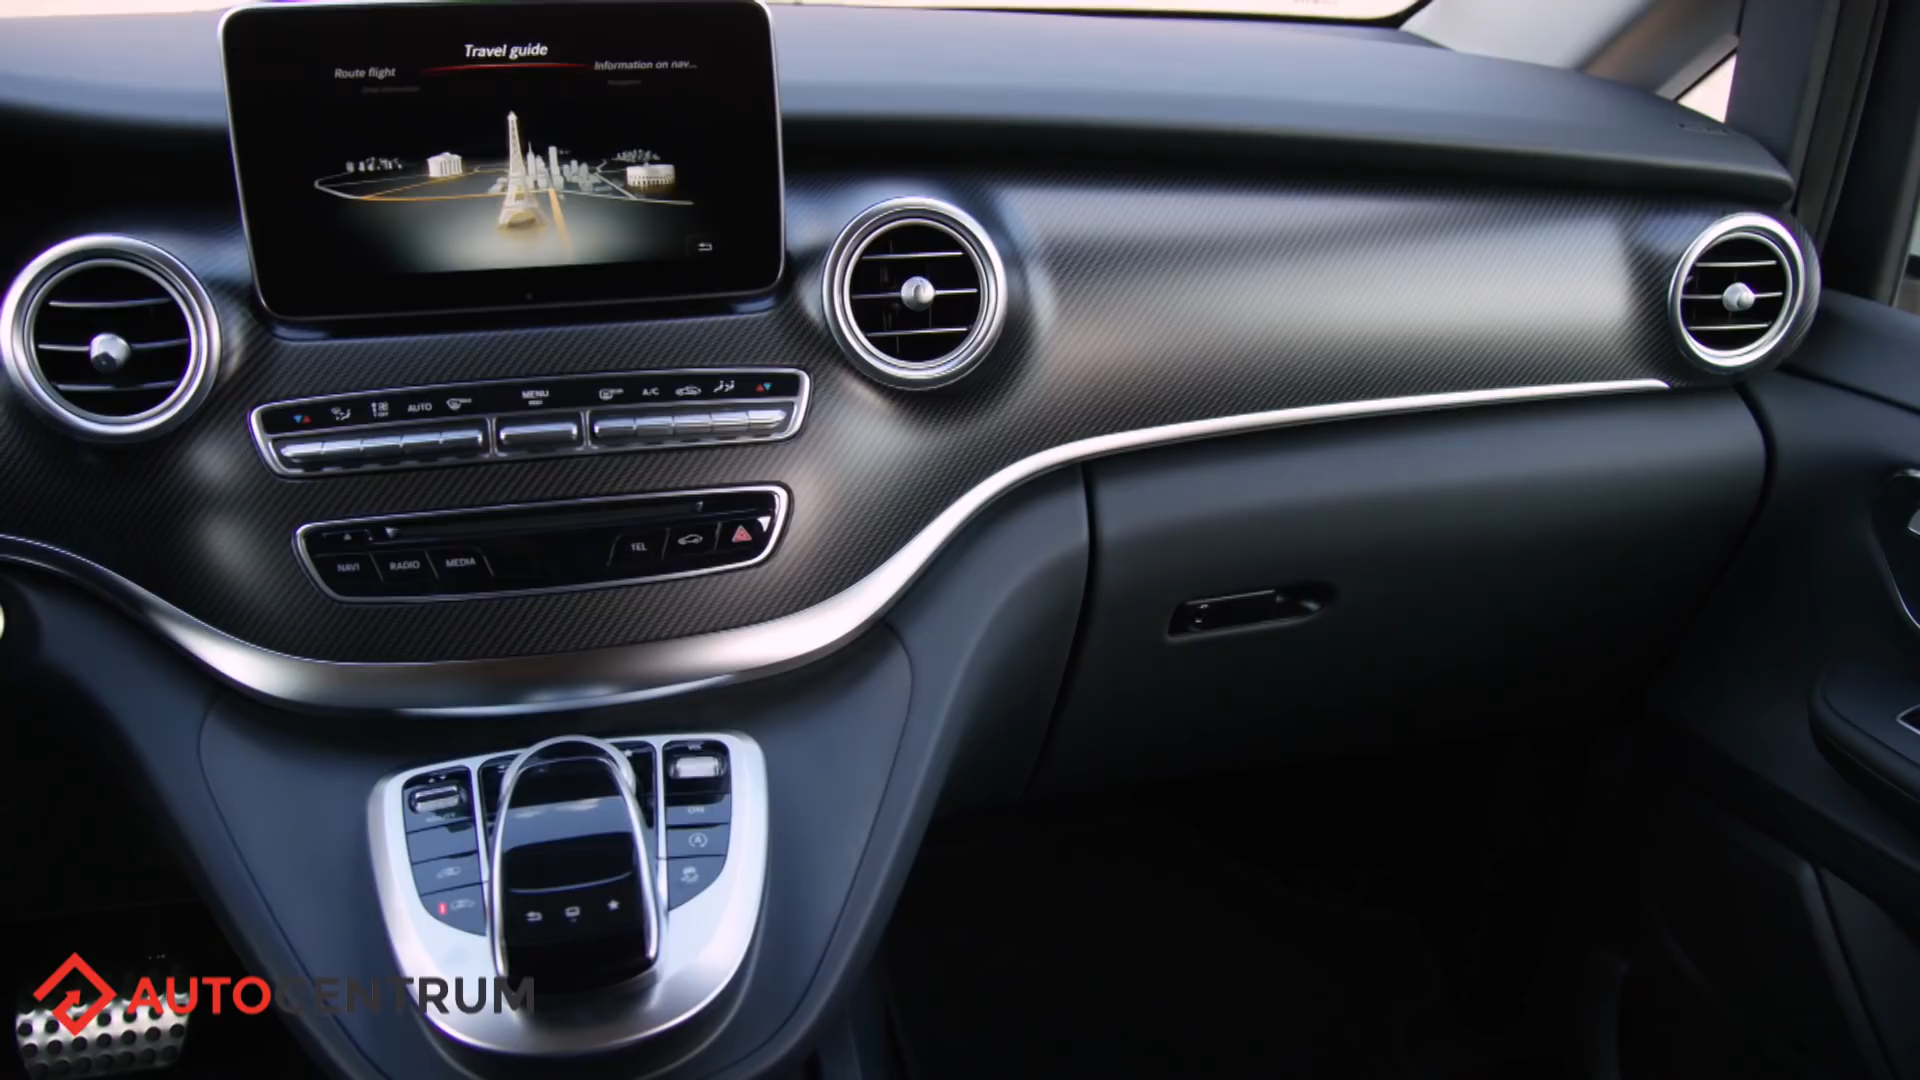 Travel guide
Route flight
Information on nav...
AUTO
MENU
A/C
NAVI
RADIO
MEDIA
TEL
AUTOCENTRUM